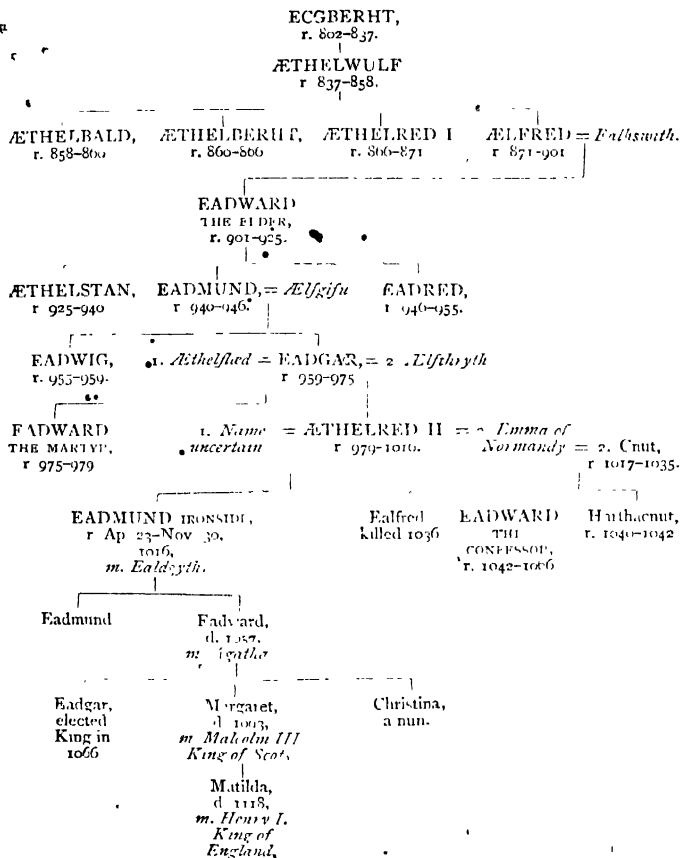 ECGBERHT,
r. 802–837.
ÆTHELWULF
r 837–858.
ÆTHELBALD, ÆTHELBERHT, ÆTHELRED I ÆLFRED =
r. 858–860 r. 860–866 r. 866–871 r 871–901
EADWARD
THE ELDER,
r. 901–925.
ÆTHELSTAN, EADMUND, = Ælfgifu EADRED,
r 925–940 r 940–946. r 946–955.
EADWIG, 1. Æthelflæd = EADGAR, = 2 Ælfthryth
r. 955–959. r 959–975
EADWARD 1. Name = ÆTHELRED II = 2 Emma of
THE MARTYR, uncertain r 979–1016. Normandy = 2. Cnut,
r 975–979 r 1017–1035.
EADMUND IRONSIDE, Ealfred EADWARD Harthacnut,
r Ap 23–Nov 30, killed 1036 THE r. 1040–1042
1016, CONFESSOR,
m. Ealdgyth. r. 1042–1066
Eadmund Eadward,
d. 1057.
m Agatha
Eadgar, Margaret, Christina,
elected d 1093, a nun.
King in m Malcolm III
1066 King of Scots
Matilda,
d 1118,
m. Henry I.
King of
England,